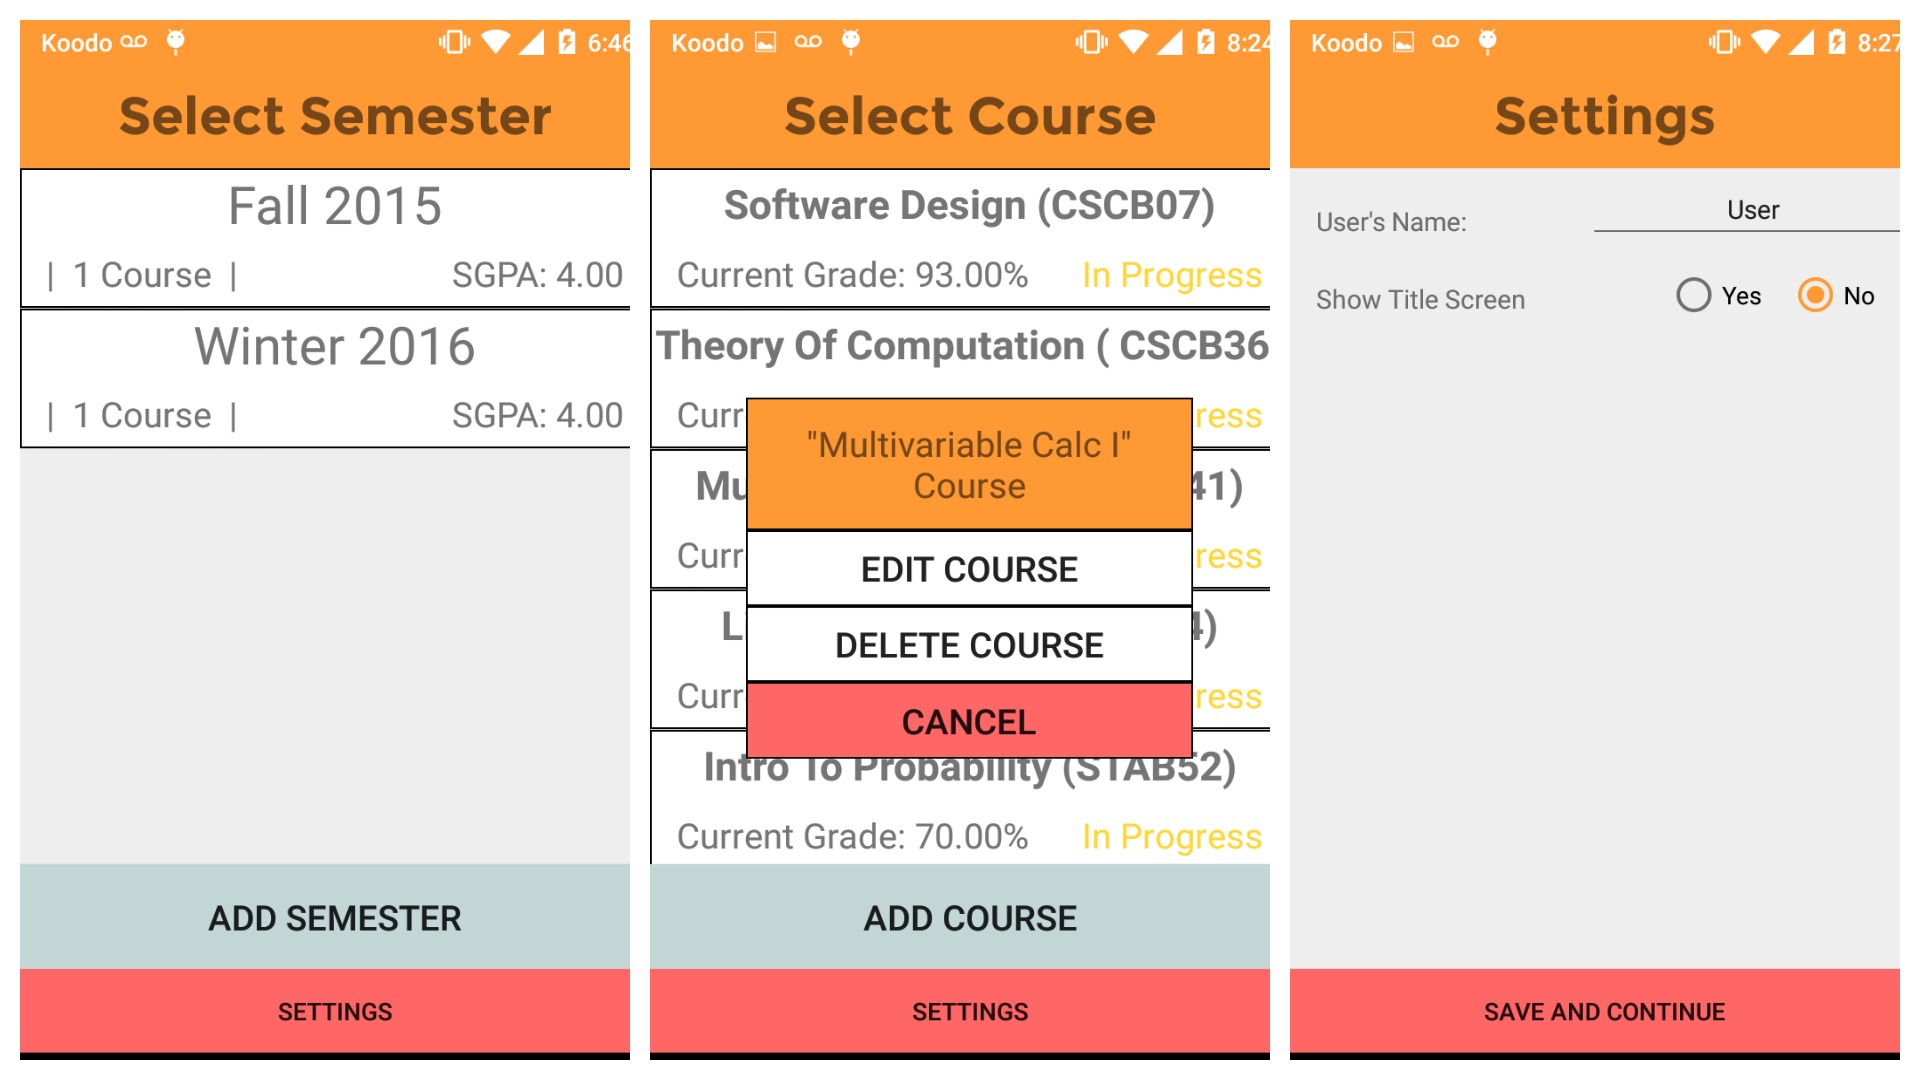 Koodo 6:46
Select Semester
Fall 2015
| 1 Course | SGPA: 4.00
Winter 2016
| 1 Course | SGPA: 4.00
ADD SEMESTER
SETTINGS
Koodo 8:24
Select Course
Software Design (CSCB07)
Current Grade: 93.00% In Progress
Theory Of Computation ( CSCB36
Curr ress
Mu 41)
"Multivariable Calc I"
Course
Curr ress
EDIT COURSE
L 4)
DELETE COURSE
Curr ress
CANCEL
Intro To Probability (STAB52)
Current Grade: 70.00% In Progress
ADD COURSE
SETTINGS
Koodo 8:27
Settings
User's Name: User
Show Title Screen Yes No
SAVE AND CONTINUE